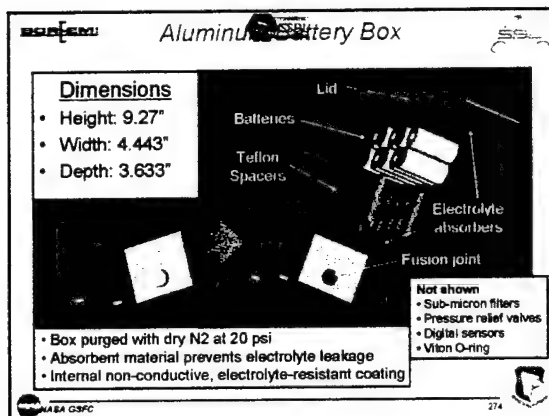 Aluminum Battery Box
Dimensions
• Height: 9.27"
• Width: 4.443"
• Depth: 3.633"
Lid
Batteries
Teflon
Spacers
Electrolyte
absorbers
Fusion joint
Not shown
• Sub-micron filters
• Pressure relief valves
• Digital sensors
• Viton O-ring
• Box purged with dry N2 at 20 psi
• Absorbent material prevents electrolyte leakage
• Internal non-conductive, electrolyte-resistant coating
NASA GSFC
274